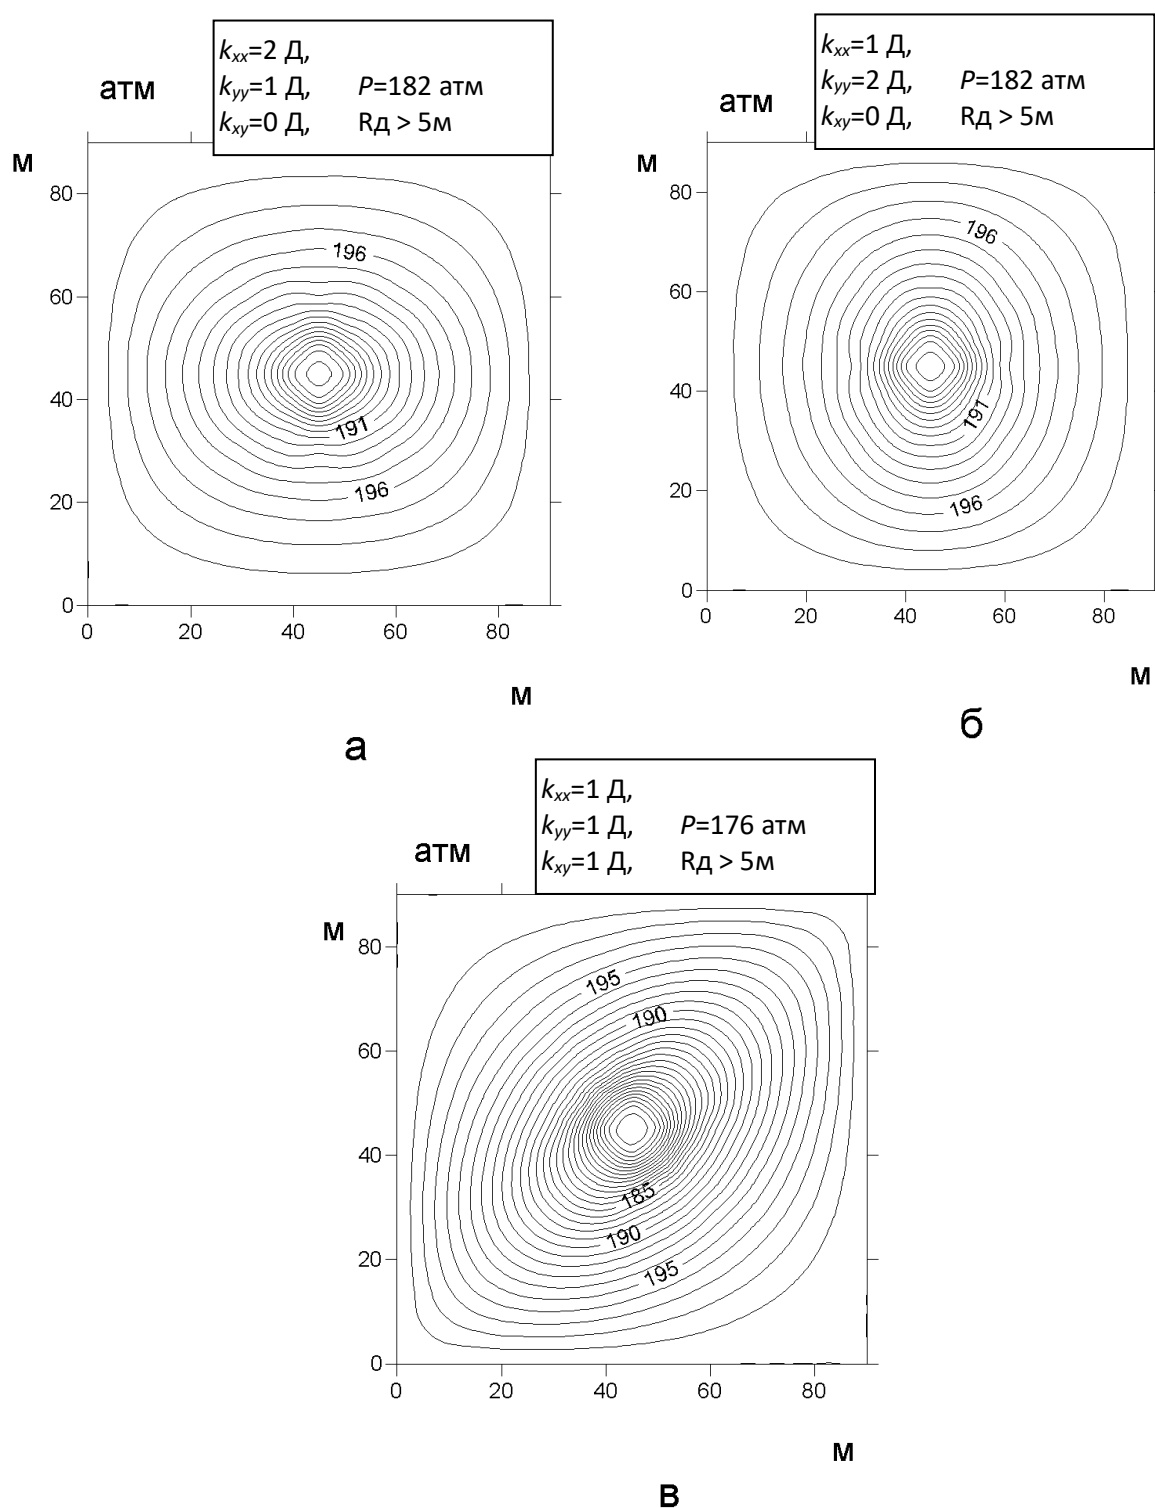 kxx=2 Д,
kyy=1 Д, P=182 атм
kxy=0 Д, Rд > 5м
атм
м
80
60
40
20
0
0 20 40 60 80
196
191
196
м
а
kxx=1 Д,
kyy=2 Д, P=182 атм
kxy=0 Д, Rд > 5м
атм
м
80
60
40
20
0
0 20 40 60 80
196
191
196
м
б
kxx=1 Д,
kyy=1 Д, P=176 атм
kxy=1 Д, Rд > 5м
атм
м
80
60
40
20
0
0 20 40 60 80
195
190
185
190
195
м
в